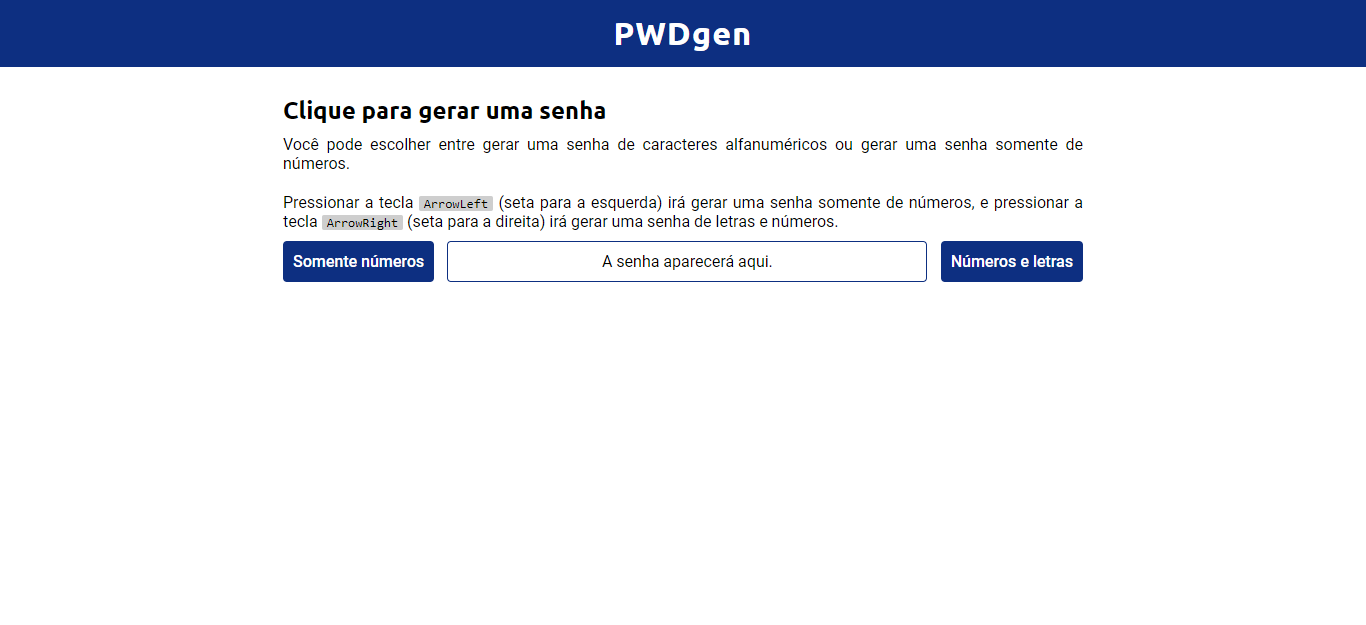 PWDgen
Clique para gerar uma senha
Você pode escolher entre gerar uma senha de caracteres alfanuméricos ou gerar uma senha somente de
números.
Pressionar a tecla ArrowLeft (seta para a esquerda) irá gerar uma senha somente de números, e pressionar a
tecla ArrowRight (seta para a direita) irá gerar uma senha de letras e números.
Somente números A senha aparecerá aqui. Números e letras